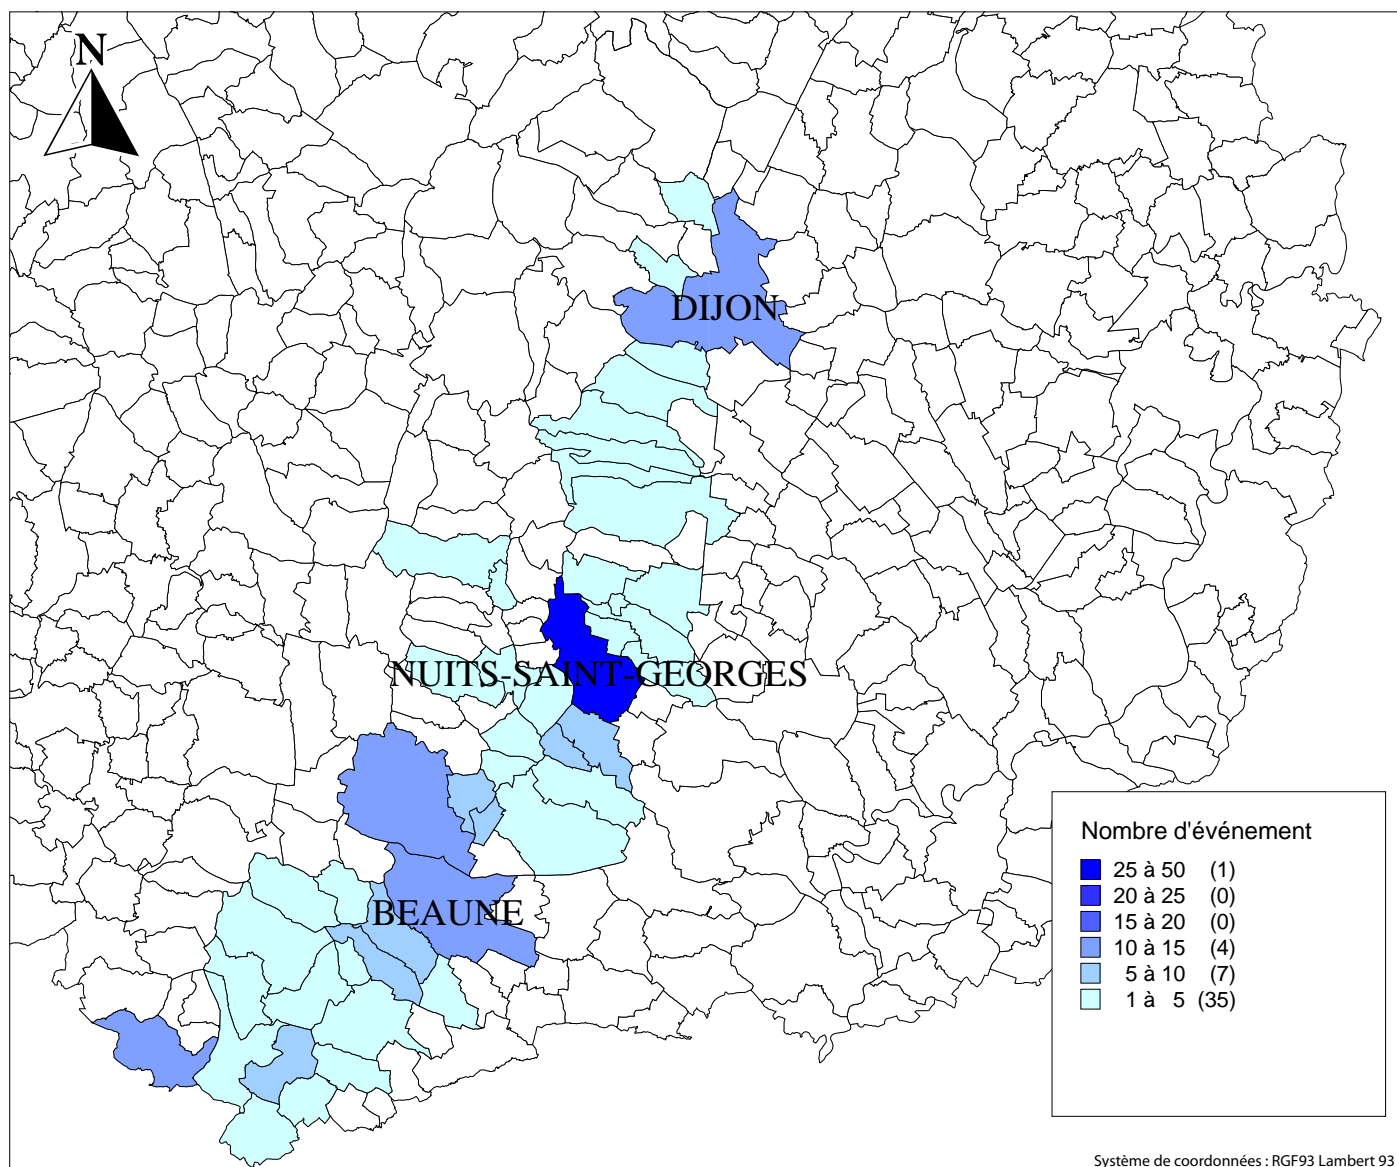 N
DIJON
NUITS-SAINT-GEORGES
BEAUNE
Nombre d'événement
25 à 50 (1)
20 à 25 (0)
15 à 20 (0)
10 à 15 (4)
5 à 10 (7)
1 à 5 (35)
Système de coordonnées : RGF93 Lambert 93